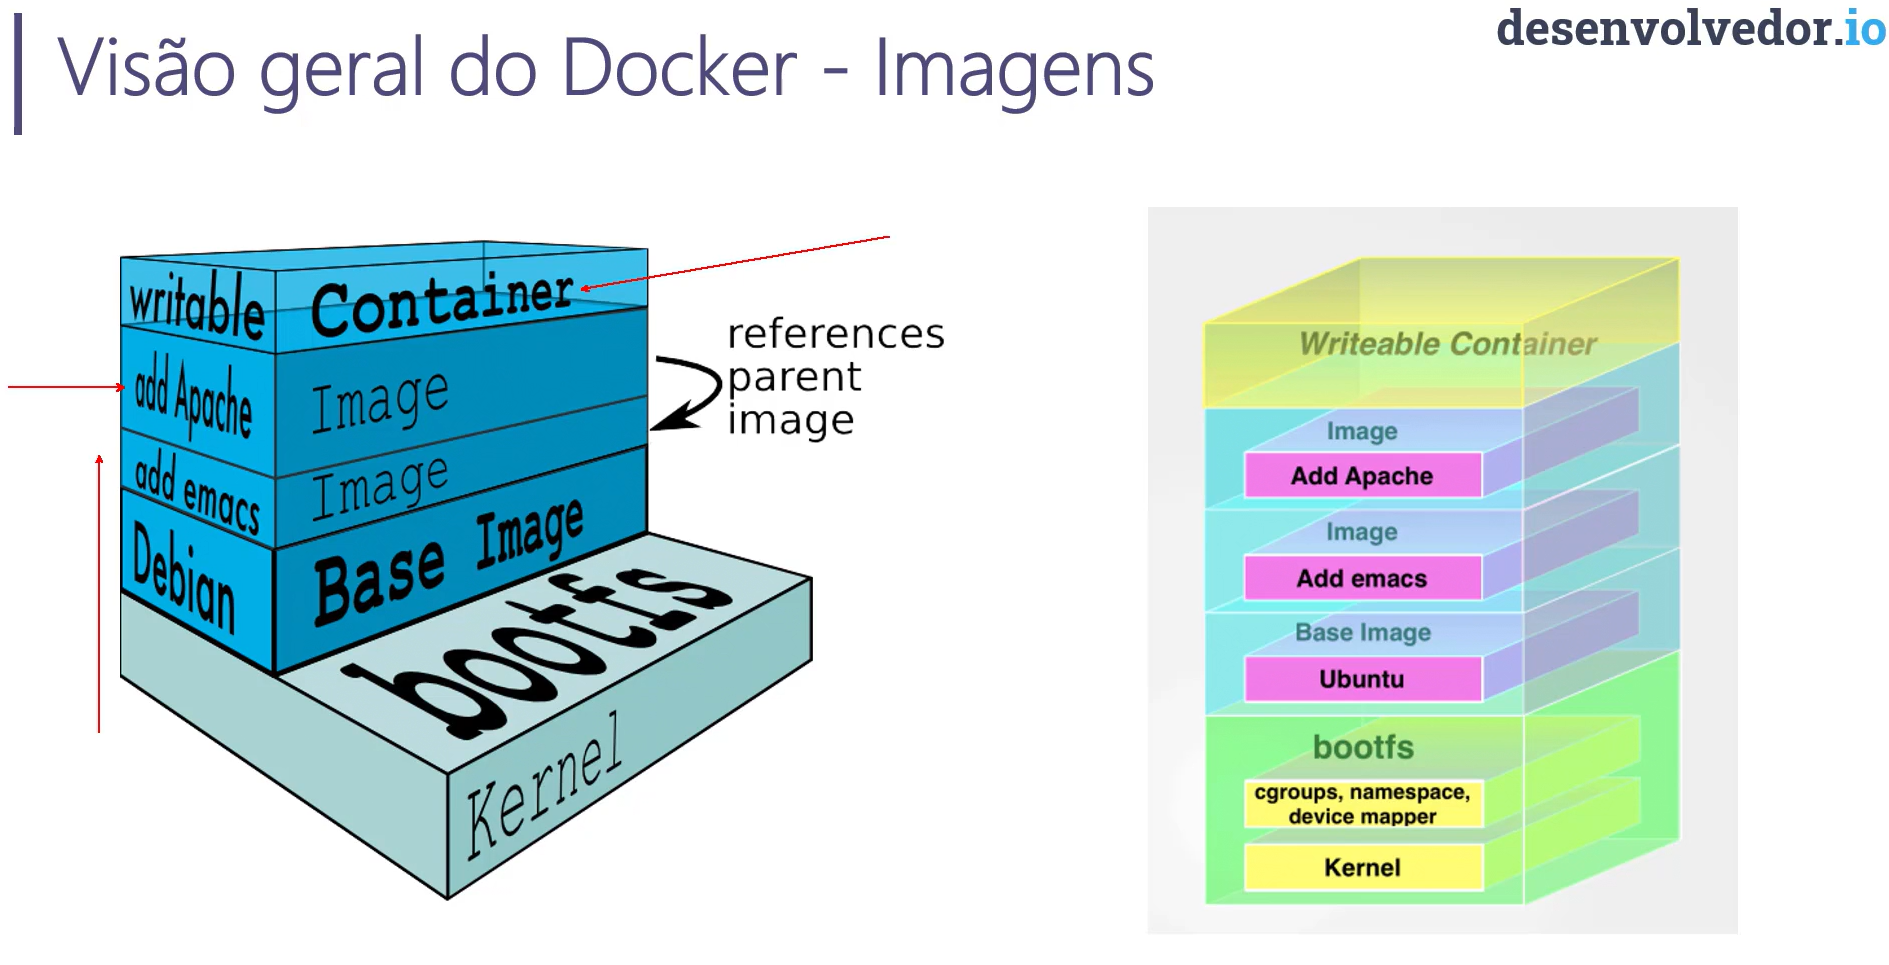 Visão geral do Docker - Imagens
desenvolvedor.io
writable
Container
add Apache
Image
add emacs
Image
Debian
Base Image
bootfs
Kernel
references
parent
image
Writeable Container
Image
Add Apache
Image
Add emacs
Base Image
Ubuntu
bootfs
cgroups, namespace,
device mapper
Kernel